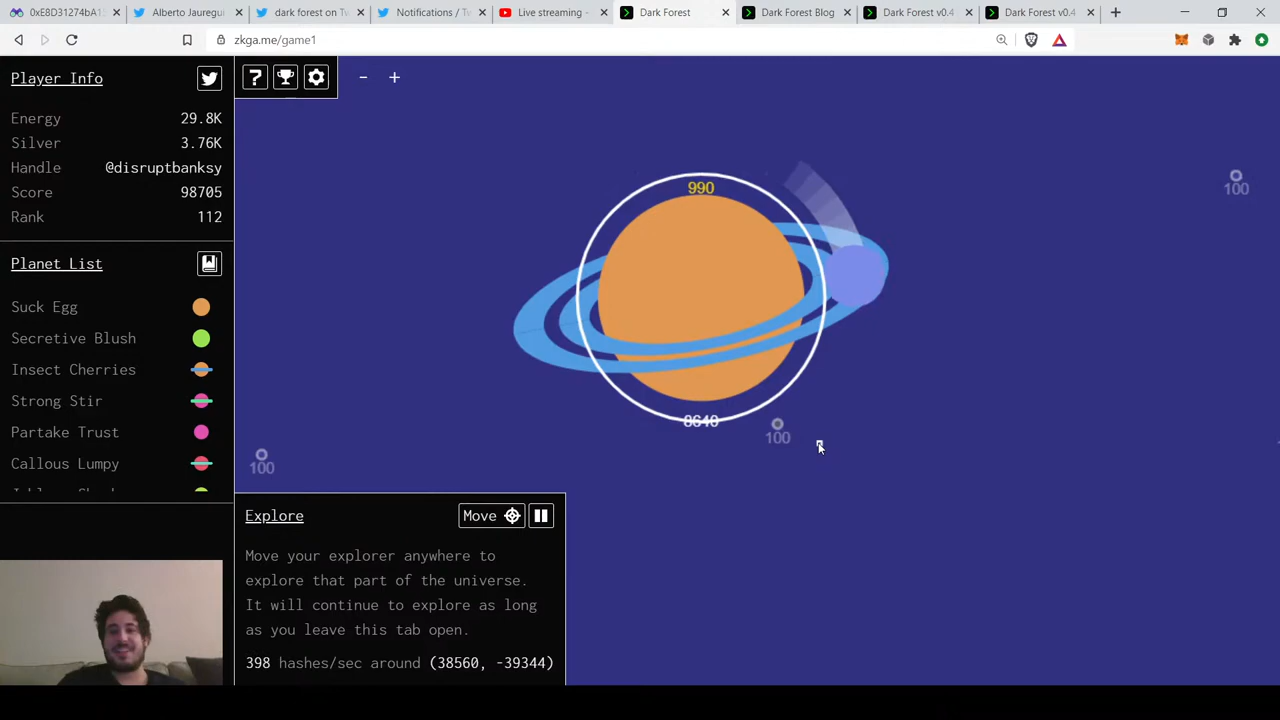 0xE8D31274bA1
Alberto Jauregu
dark forest on Tw
Notifications / Tw
Live streaming -
Dark Forest
Dark Forest Blog
Dark Forest v0.4
Dark Forest v0.4
zkga.me/game1
Player Info
Energy 29.8K
Silver 3.76K
Handle @disruptbanksy
Score 98705
Rank 112
Planet List
Suck Egg
Secretive Blush
Insect Cherries
Strong Stir
Partake Trust
Callous Lumpy
? - +
990
8640
100
100
100
Explore
Move
Move your explorer anywhere to
explore that part of the universe.
It will continue to explore as long
as you leave this tab open.
398 hashes/sec around (38560, -39344)